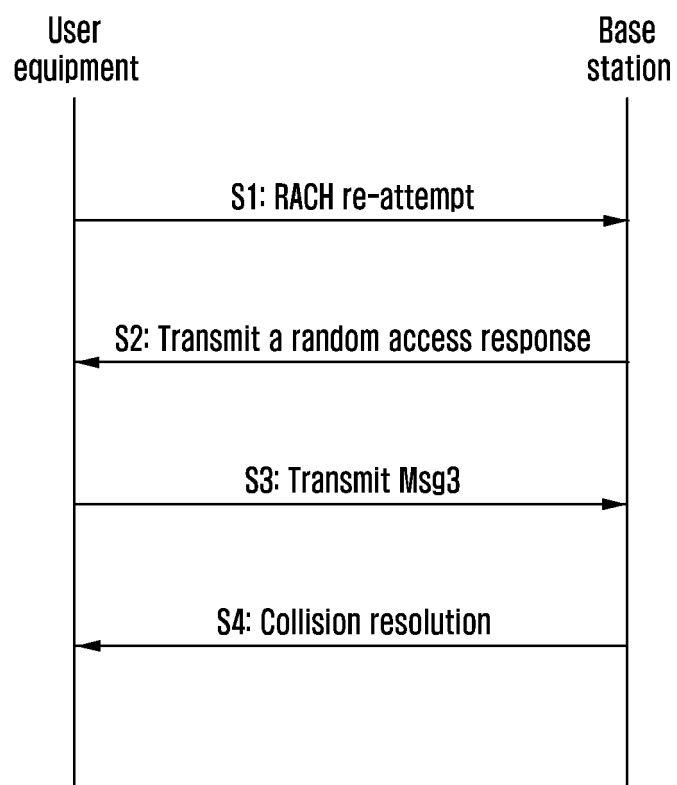 User
equipment
Base
station
S1: RACH re-attempt
S2: Transmit a random access response
S3: Transmit Msg3
S4: Collision resolution